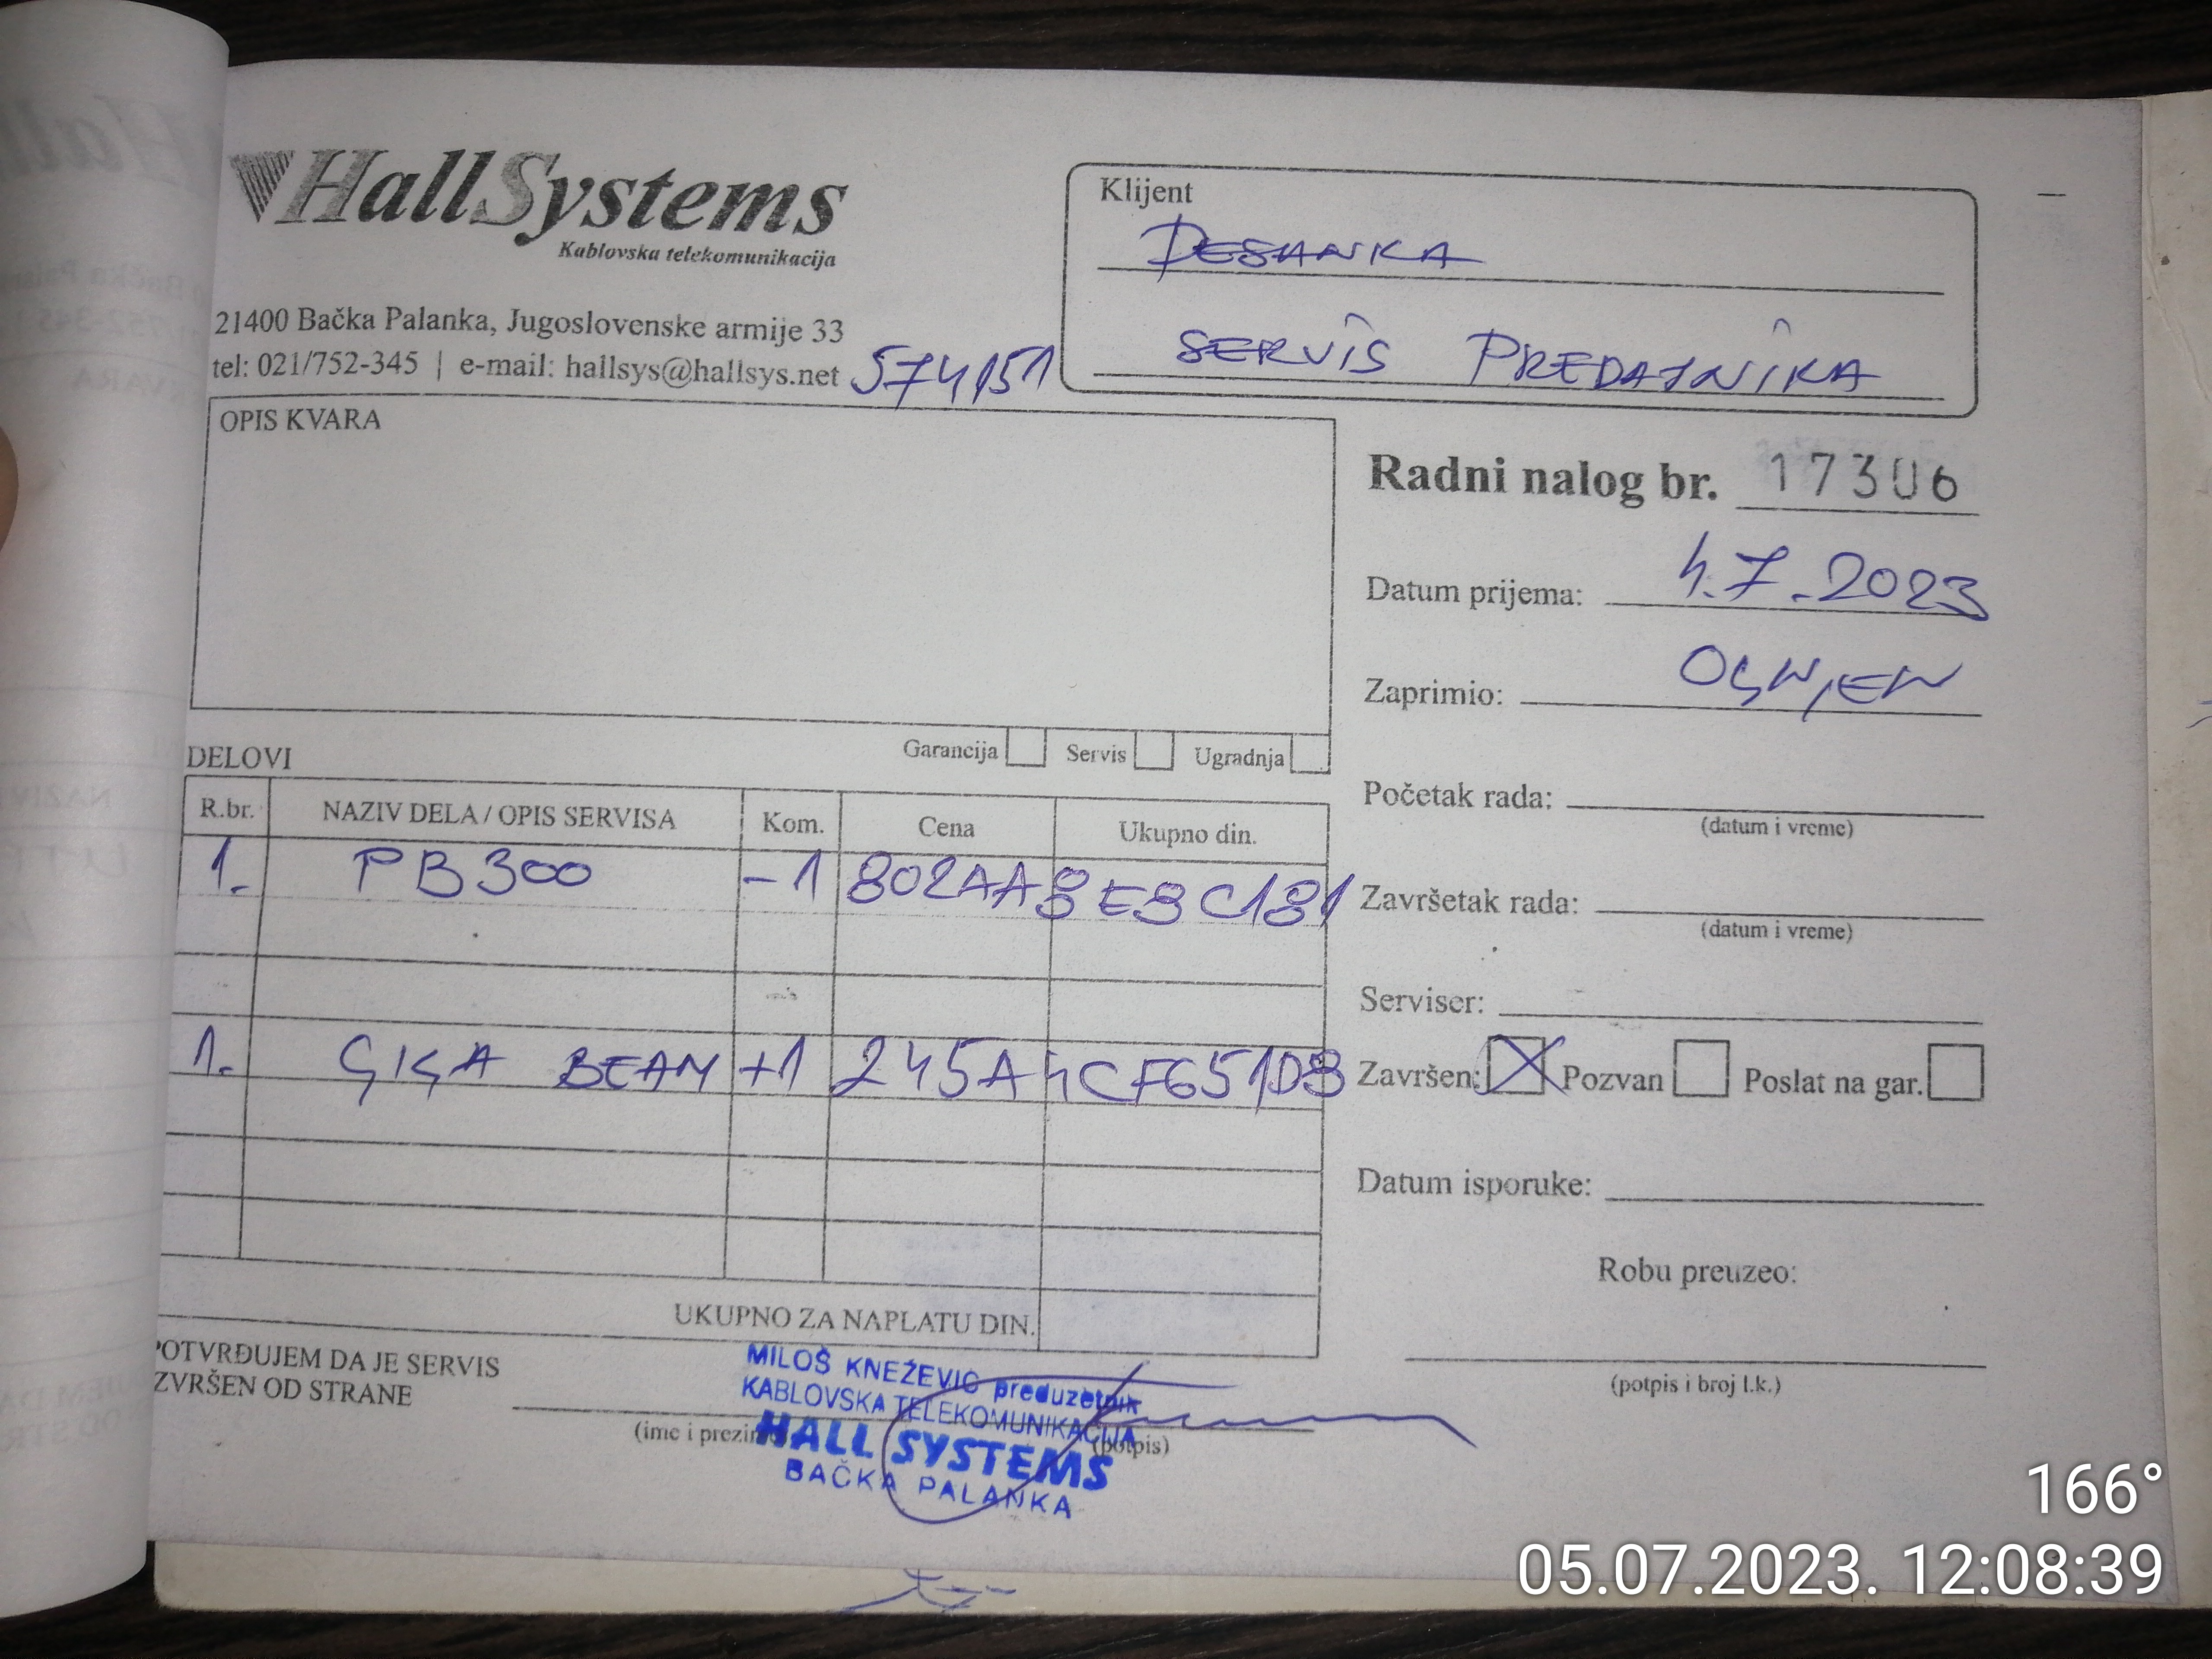 HallSystems
Kablovska telekomunikacija
21400 Bačka Palanka, Jugoslovenske armije 33
tel: 021/752-345 | e-mail: hallsys@hallsys.net 574151
Klijent
DESANKA
SERVIS PREDAJNIKA
OPIS KVARA
Garancija Servis Ugradnja
Radni nalog br. 17306
Datum prijema: 4.7.2023
Zaprimio: OGNJEN
Početak rada:
(datum i vreme)
Završetak rada:
(datum i vreme)
Serviser:
Završen: X Pozvan Poslat na gar.
Datum isporuke:
Robu preuzeo:
(potpis i broj l.k.)
DELOVI
R.br. NAZIV DELA / OPIS SERVISA Kom. Cena Ukupno din.
1. PB300 -1 802AA8E8C181
1. GIGA BEAM +1 245A4CF651D8
UKUPNO ZA NAPLATU DIN.
POTVRĐUJEM DA JE SERVIS
IZVRŠEN OD STRANE
(ime i prezime) (potpis)
MILOŠ KNEŽEVIĆ preduzetnik
KABLOVSKA TELEKOMUNIKACIJA
HALL SYSTEMS
BAČKA PALANKA
166°
05.07.2023. 12:08:39